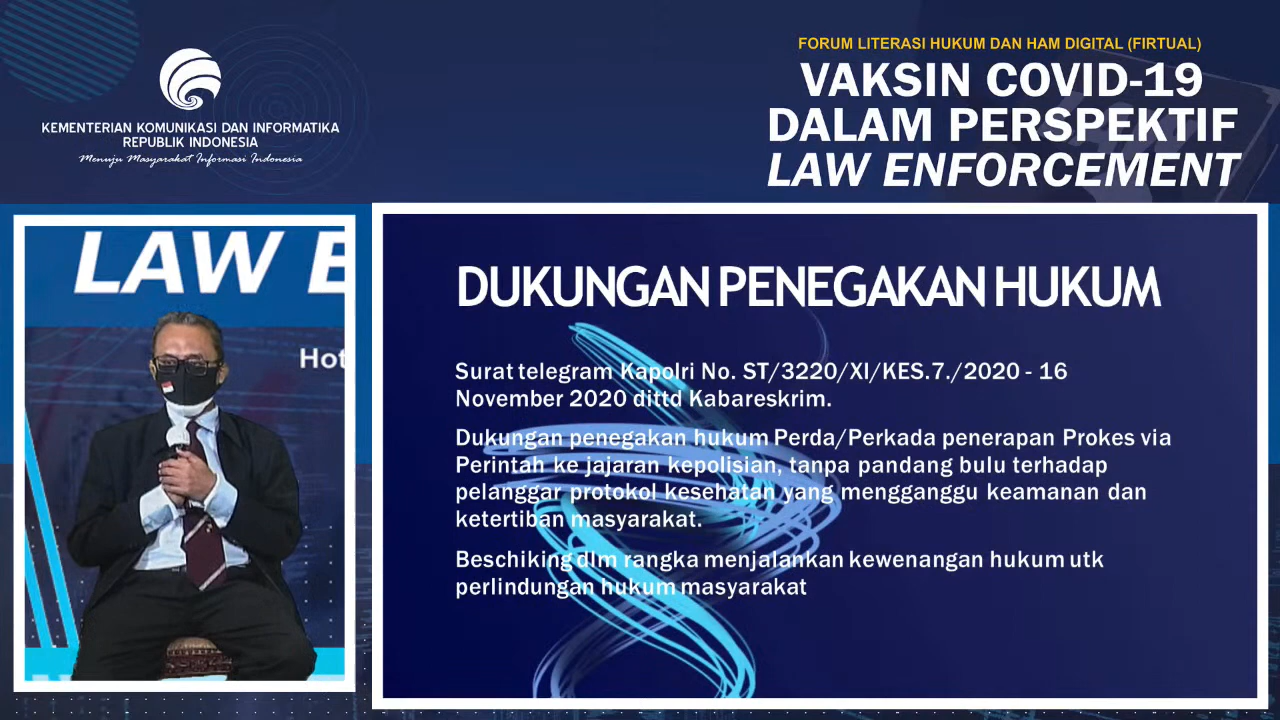 KEMENTERIAN KOMUNIKASI DAN INFORMATIKA
REPUBLIK INDONESIA
Menuju Masyarakat Informasi Indonesia
FORUM LITERASI HUKUM DAN HAM DIGITAL (FIRTUAL)
VAKSIN COVID-19
DALAM PERSPEKTIF
LAW ENFORCEMENT
LAW E
Hot
DUKUNGAN PENEGAKAN HUKUM
Surat telegram Kapolri No. ST/3220/XI/KES.7./2020 - 16
November 2020 dittd Kabareskrim.
Dukungan penegakan hukum Perda/Perkada penerapan Prokes via
Perintah ke jajaran kepolisian, tanpa pandang bulu terhadap
pelanggar protokol kesehatan yang mengganggu keamanan dan
ketertiban masyarakat.
Beschiking dlm rangka menjalankan kewenangan hukum utk
perlindungan hukum masyarakat